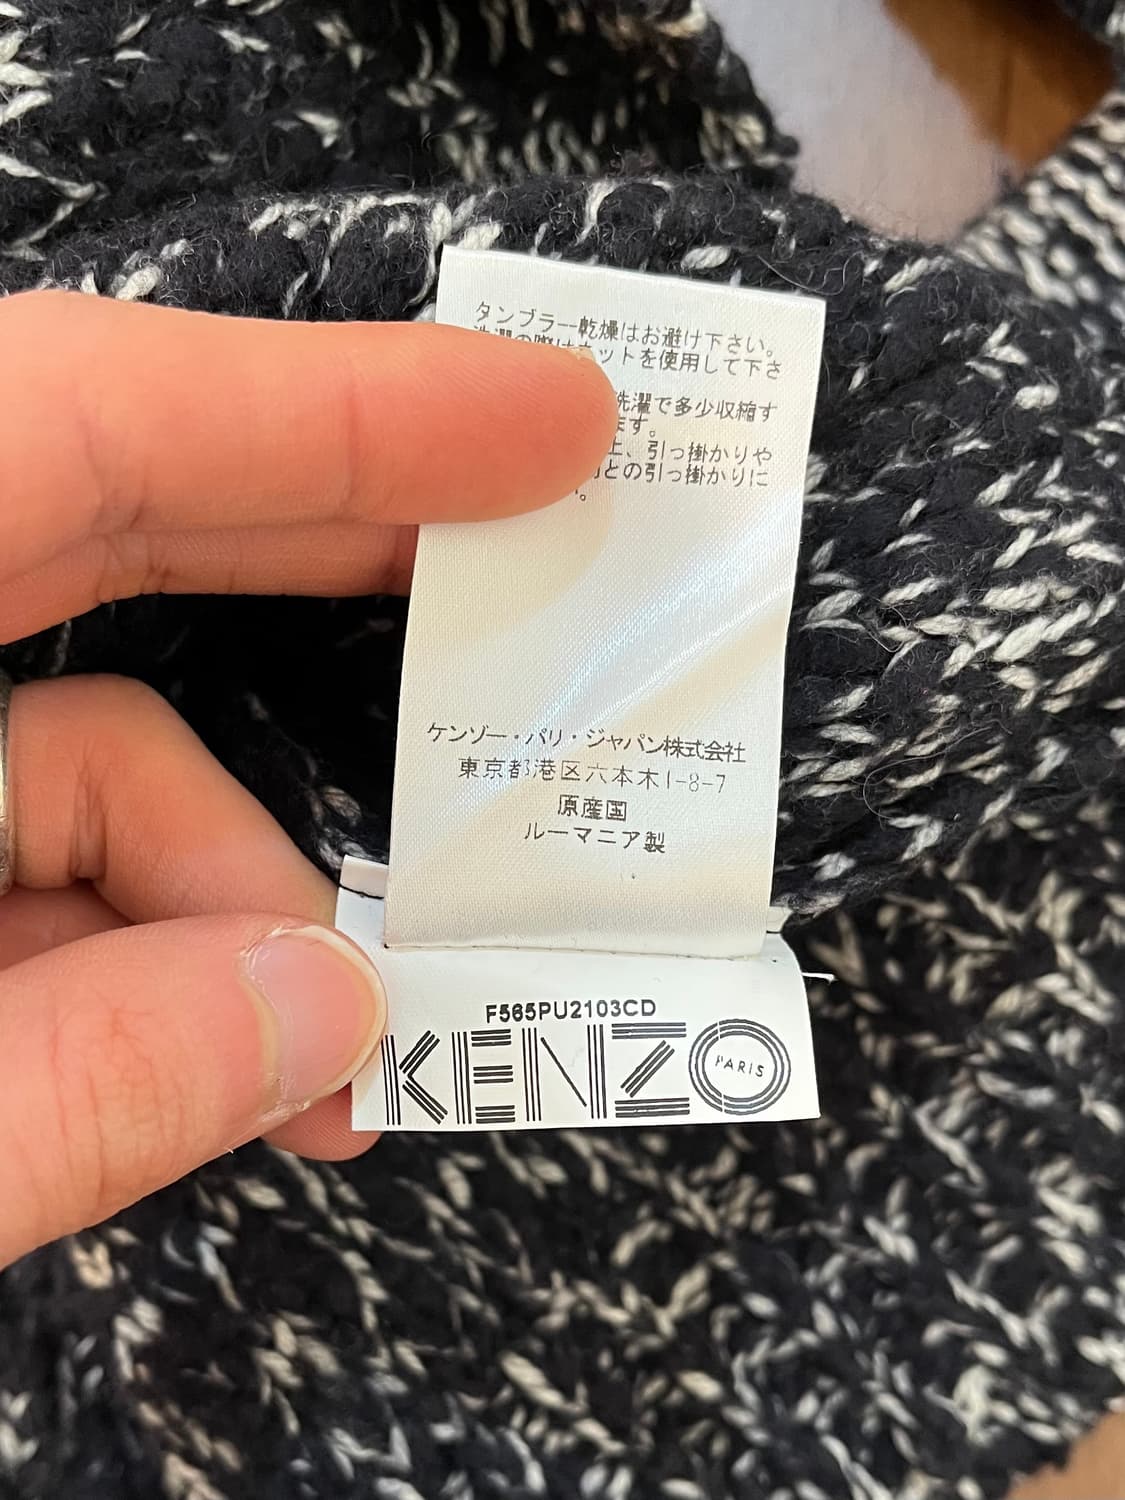 タンブラー乾燥はお避け下さい。
洗濯の際はネットを使用して下さ
洗濯で多少収縮す
ます。
上、引っ掛かりや
との引っ掛かりに
。
ケンゾー・パリ・ジャパン株式会社
東京都港区六本木1-8-7
原産国
ルーマニア製
F565PU2103CD
KENZO
PARIS